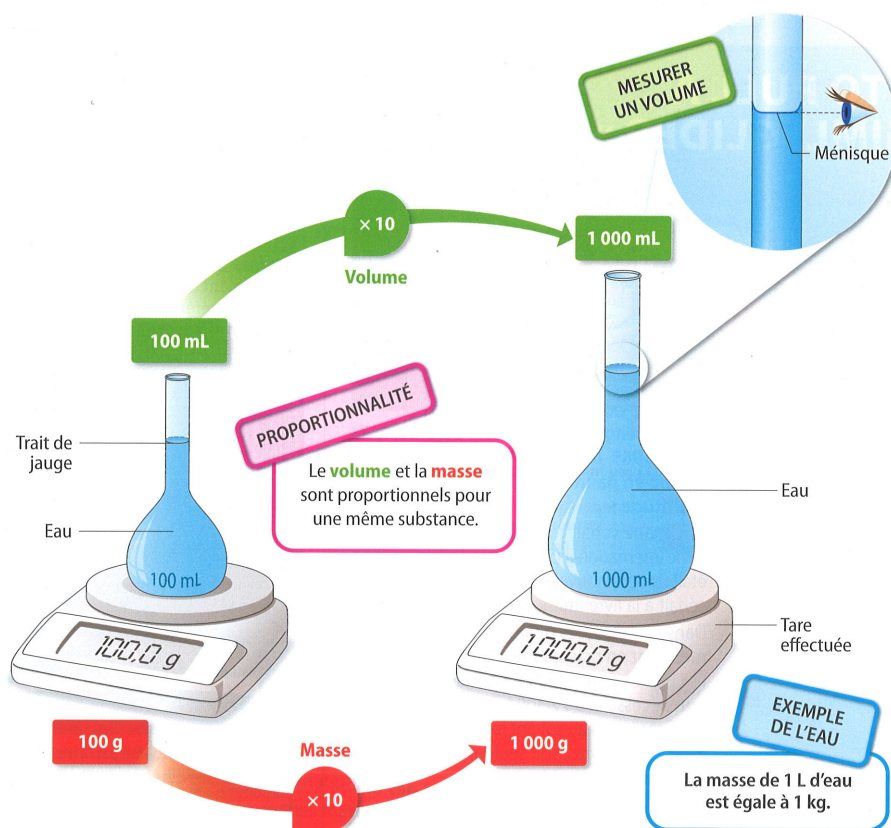 MESURER
UN VOLUME
Ménisque
× 10
Volume
1 000 mL
100 mL
PROPORTIONNALITÉ
Le volume et la masse
sont proportionnels pour
une même substance.
Trait de
jauge
Eau
100 mL
Eau
1 000 mL
Tare
effectuée
100,0 g
1 000,0 g
100 g
Masse
× 10
1 000 g
EXEMPLE
DE L'EAU
La masse de 1 L d'eau
est égale à 1 kg.